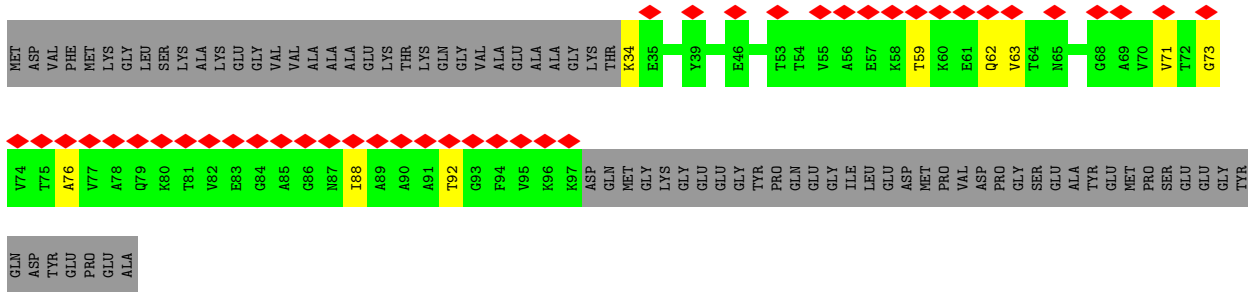 MET ASP VAL PHE MET LYS GLY LEU SER LYS ALA LYS GLU GLY VAL VAL ALA ALA ALA GLU LYS THR LYS GLN GLY VAL ALA GLU ALA ALA GLY LYS THR K34 E35 Y39 E46 T53 T54 V55 A56 E57 K58 T59 K60 E61 Q62 V63 T64 N65 G68 A69 V70 V71 T72 G73
V74 T75 A76 V77 A78 Q79 K80 T81 V82 E83 G84 A85 G86 N87 I88 A89 A90 A91 T92 G93 F94 V95 K96 K97 ASP GLN MET GLY LYS GLY GLU GLU GLY TYR PRO GLN GLU GLY ILE LEU GLU ASP MET PRO VAL ASP PRO GLY SER GLU ALA TYR GLU MET PRO SER GLU GLU GLY TYR
GLN ASP TYR GLU PRO GLU ALA